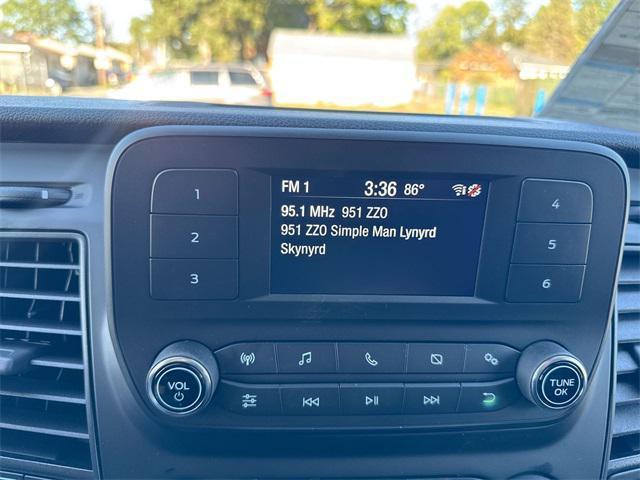 FM 1 3:36 86°
95.1 MHz 951 ZZO
951 ZZO Simple Man Lynyrd
Skynyrd
1
2
3
4
5
6
VOL
TUNE
OK